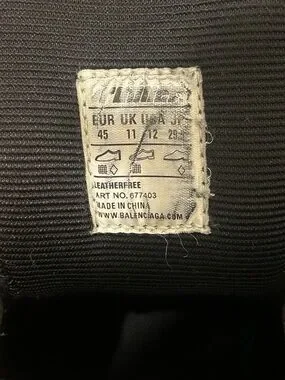 EUR UK USA JP
45 11 12 29
LEATHERFREE
ART NO. 677403
MADE IN CHINA
WWW.BALENCIAGA.COM